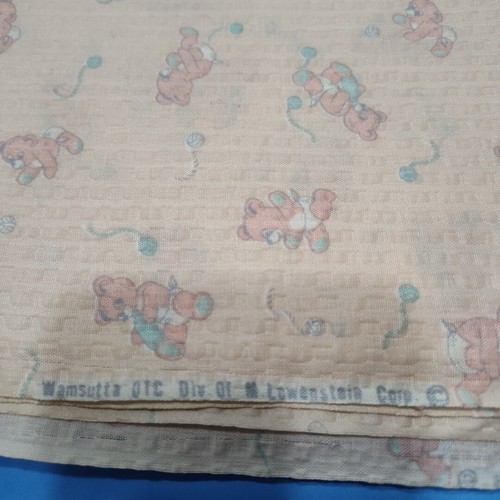 Wamsutta OTC Div. Of M. Lowenstein Corp. ©